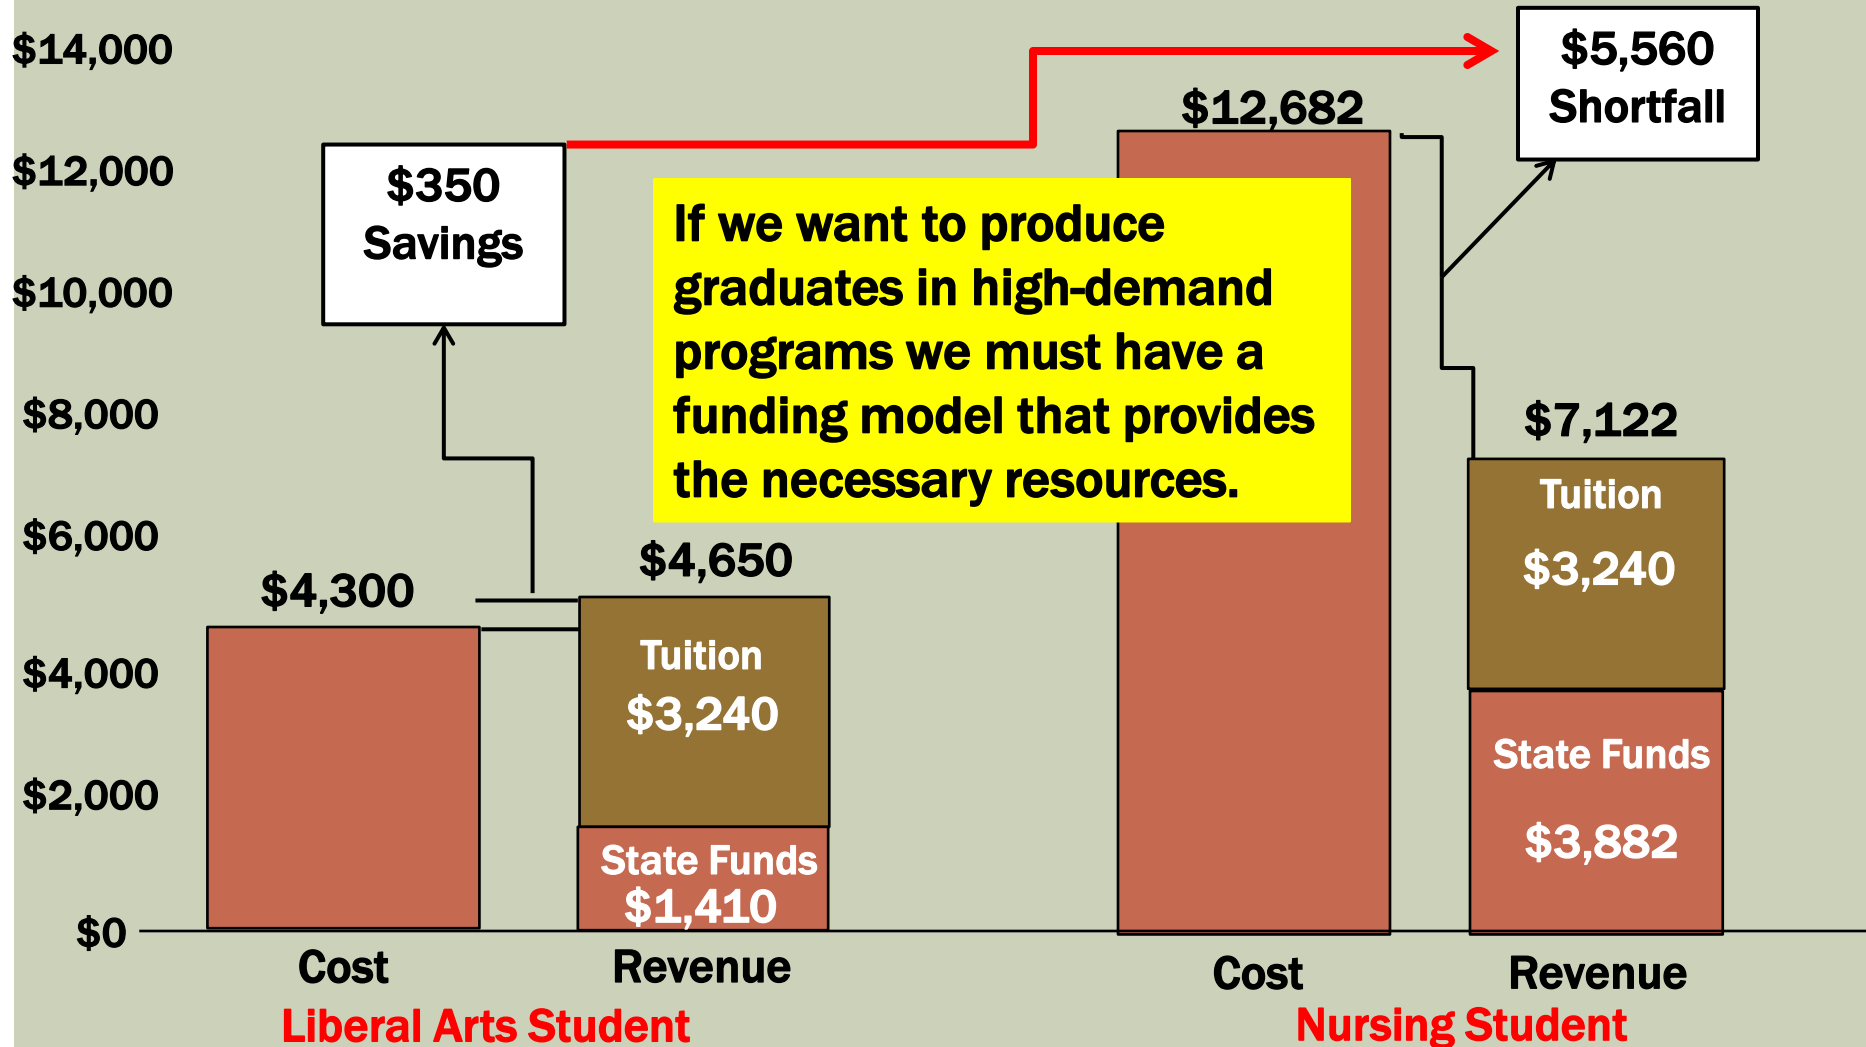 $14,000
$12,000
$10,000
$8,000
$6,000
$4,000
$2,000
$0
$350
Savings
$5,560
Shortfall
If we want to produce
graduates in high-demand
programs we must have a
funding model that provides
the necessary resources.
$4,300
$4,650
Tuition
$3,240
State Funds
$1,410
$12,682
$7,122
Tuition
$3,240
State Funds
$3,882
Cost
Revenue
Cost
Revenue
Liberal Arts Student
Nursing Student